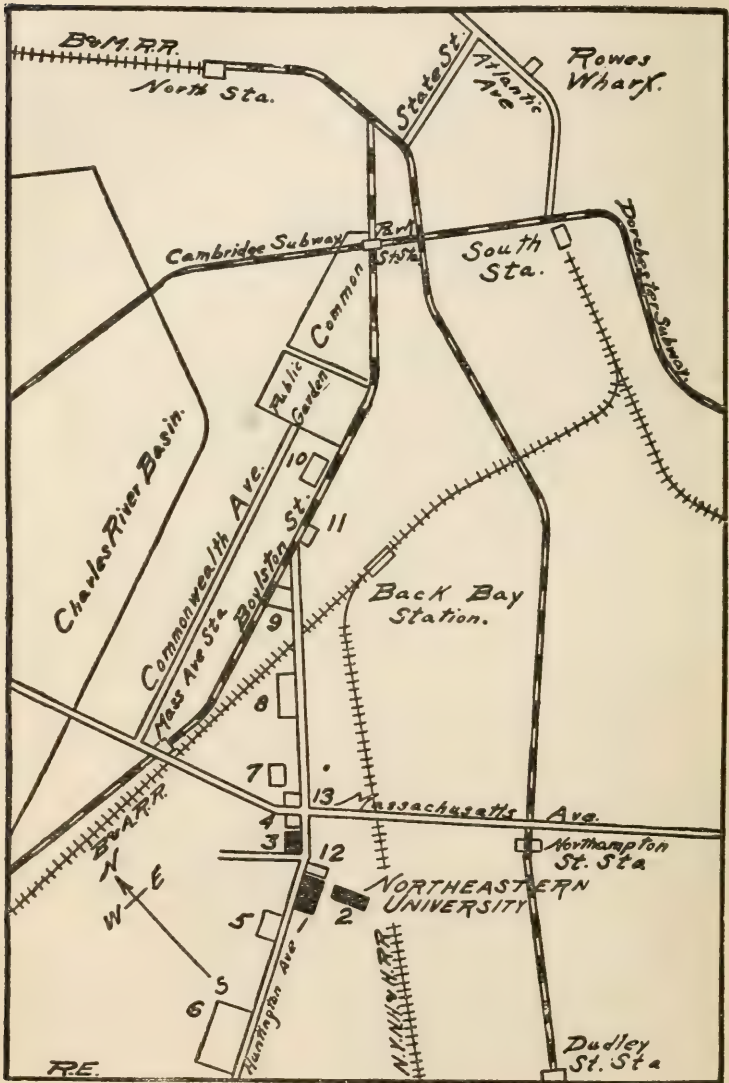 B&M.R.R.
North Sta.
State St.
Atlantic
Ave
Rowes
Wharf.
Cambridge Subway
Park
St. Sta.
South
Sta.
Dorchester Subway.
Common
Public
Garden
Charles River Basin.
Commonwealth Ave.
10
Boylston St.
11
Mass Ave Sta
9
Back Bay
Station.
8
7
13
Massachusatts Ave.
4
3
B&A.R.R.
Northampton
St. Sta
12
NORTHEASTERN
UNIVERSITY
1
2
N
E
W
S
5
6
Huntington Ave
N.Y.N.H.&H.R.R.
Dudley
St. Sta
R.E.